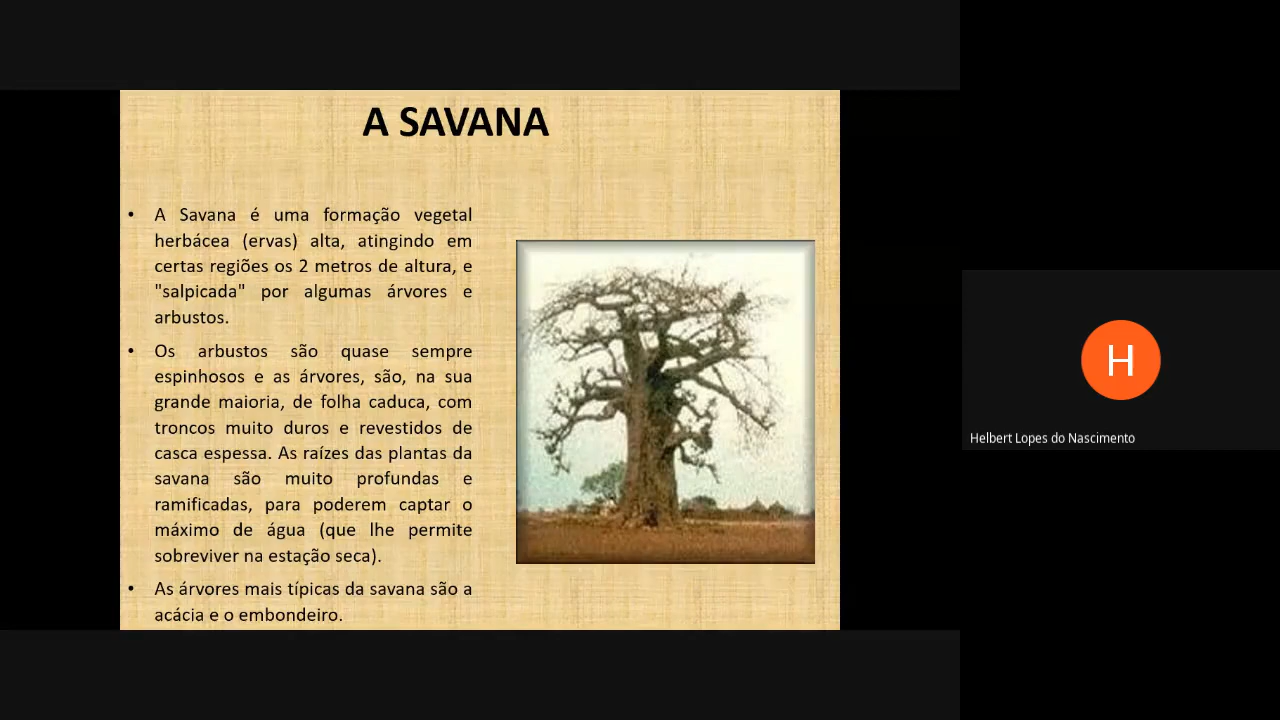 A SAVANA
• A Savana é uma formação vegetal
herbácea (ervas) alta, atingindo em
certas regiões os 2 metros de altura, e
"salpicada" por algumas árvores e
arbustos.
• Os arbustos são quase sempre
espinhosos e as árvores, são, na sua
grande maioria, de folha caduca, com
troncos muito duros e revestidos de
casca espessa. As raízes das plantas da
savana são muito profundas e
ramificadas, para poderem captar o
máximo de água (que lhe permite
sobreviver na estação seca).
• As árvores mais típicas da savana são a
acácia e o embondeiro.
H
Helbert Lopes do Nascimento